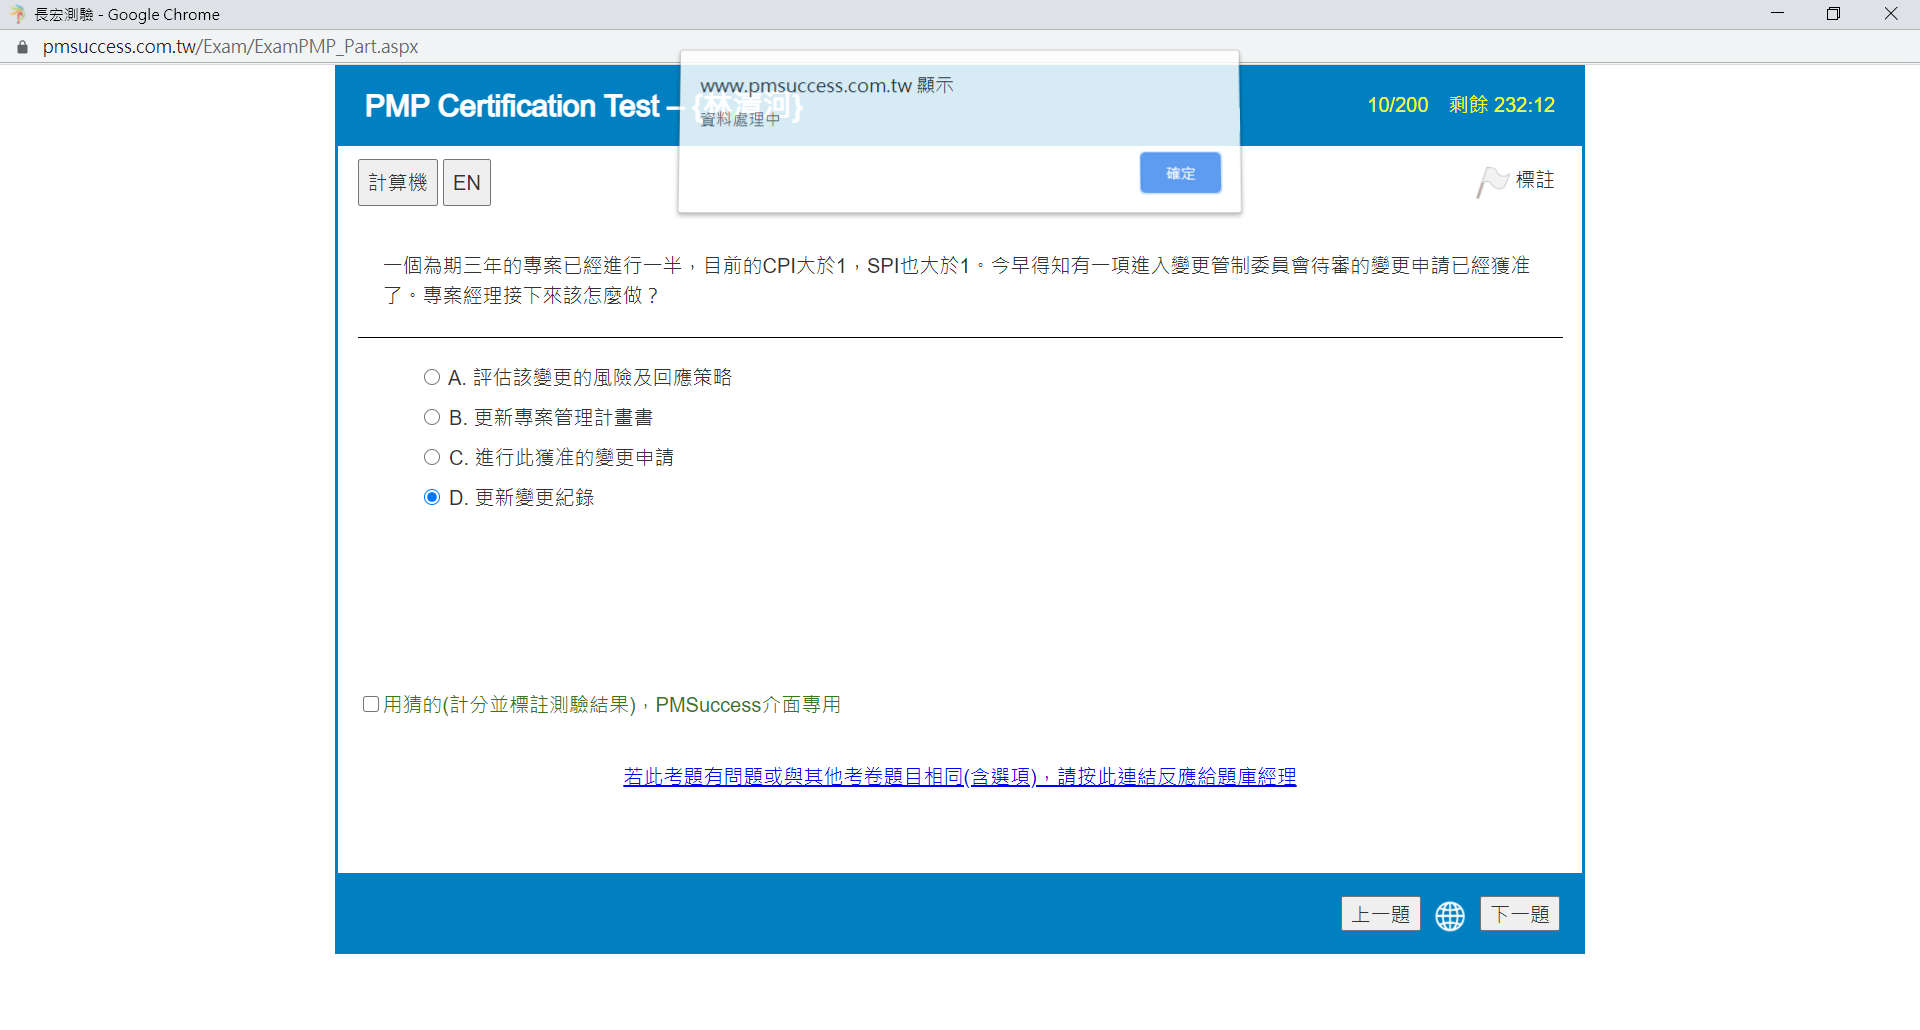 長宏測驗 - Google Chrome
pmsuccess.com.tw/Exam/ExamPMP_Part.aspx
www.pmsuccess.com.tw 顯示
資料處理中
確定
PMP Certification Test – {林清河}
10/200 剩餘 232:12
計算機 EN
標註
一個為期三年的專案已經進行一半，目前的CPI大於1，SPI也大於1。今早得知有一項進入變更管制委員會待審的變更申請已經獲准
了。專案經理接下來該怎麼做？
A. 評估該變更的風險及回應策略
B. 更新專案管理計畫書
C. 進行此獲准的變更申請
D. 更新變更紀錄
用猜的(計分並標註測驗結果)，PMSuccess介面專用
若此考題有問題或與其他考卷題目相同(含選項)，請按此連結反應給題庫經理
上一題 下一題